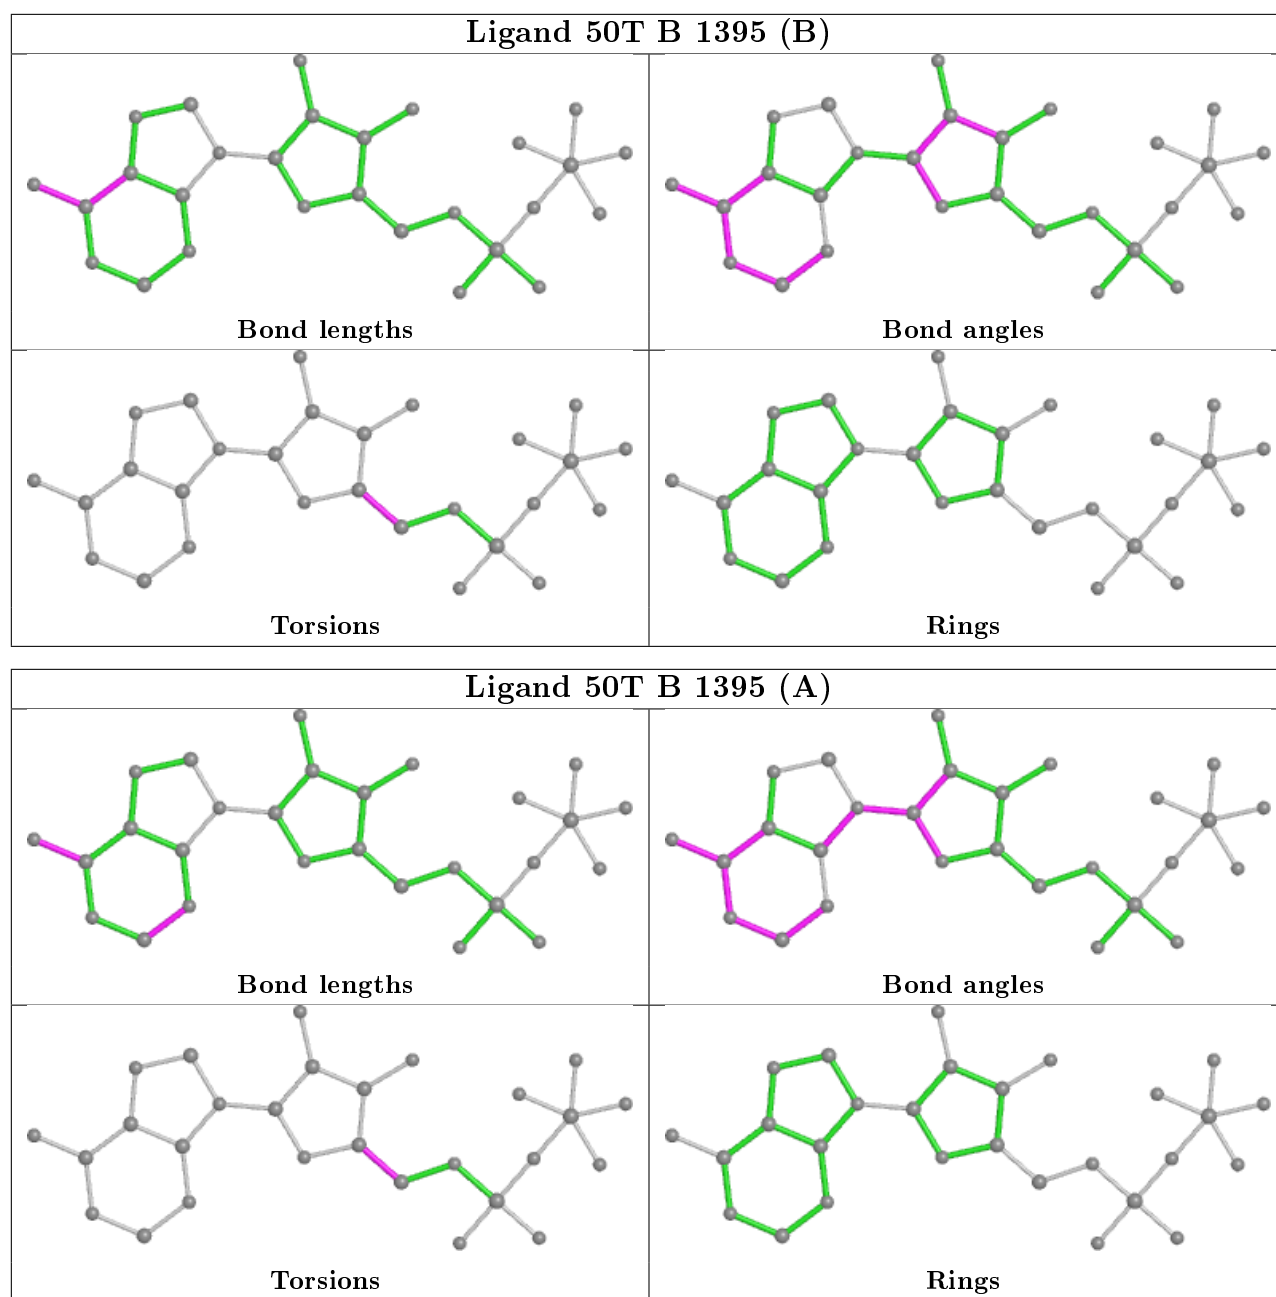 Ligand 50T B 1395 (B)
Bond lengths
Bond angles
Torsions
Rings
Ligand 50T B 1395 (A)
Bond lengths
Bond angles
Torsions
Rings